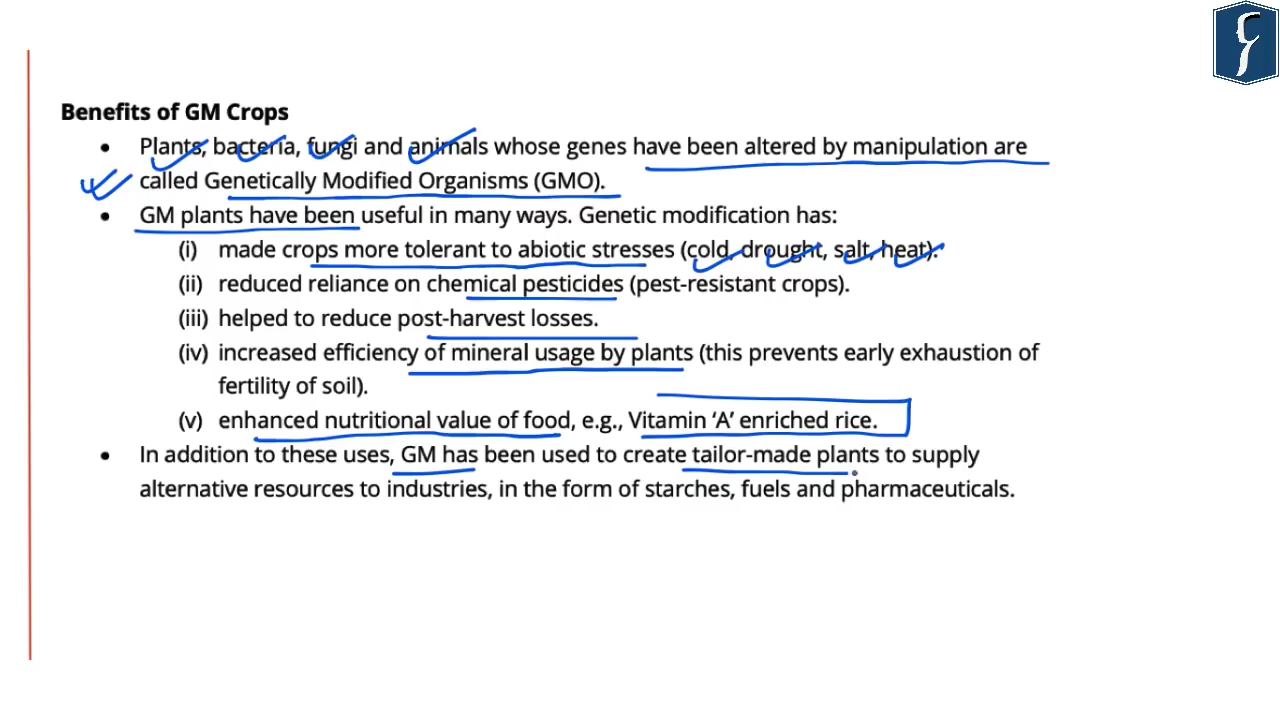 Benefits of GM Crops
• Plants, bacteria, fungi and animals whose genes have been altered by manipulation are
called Genetically Modified Organisms (GMO).
• GM plants have been useful in many ways. Genetic modification has:
(i) made crops more tolerant to abiotic stresses (cold, drought, salt, heat).
(ii) reduced reliance on chemical pesticides (pest-resistant crops).
(iii) helped to reduce post-harvest losses.
(iv) increased efficiency of mineral usage by plants (this prevents early exhaustion of
fertility of soil).
(v) enhanced nutritional value of food, e.g., Vitamin ‘A’ enriched rice.
• In addition to these uses, GM has been used to create tailor-made plants to supply
alternative resources to industries, in the form of starches, fuels and pharmaceuticals.